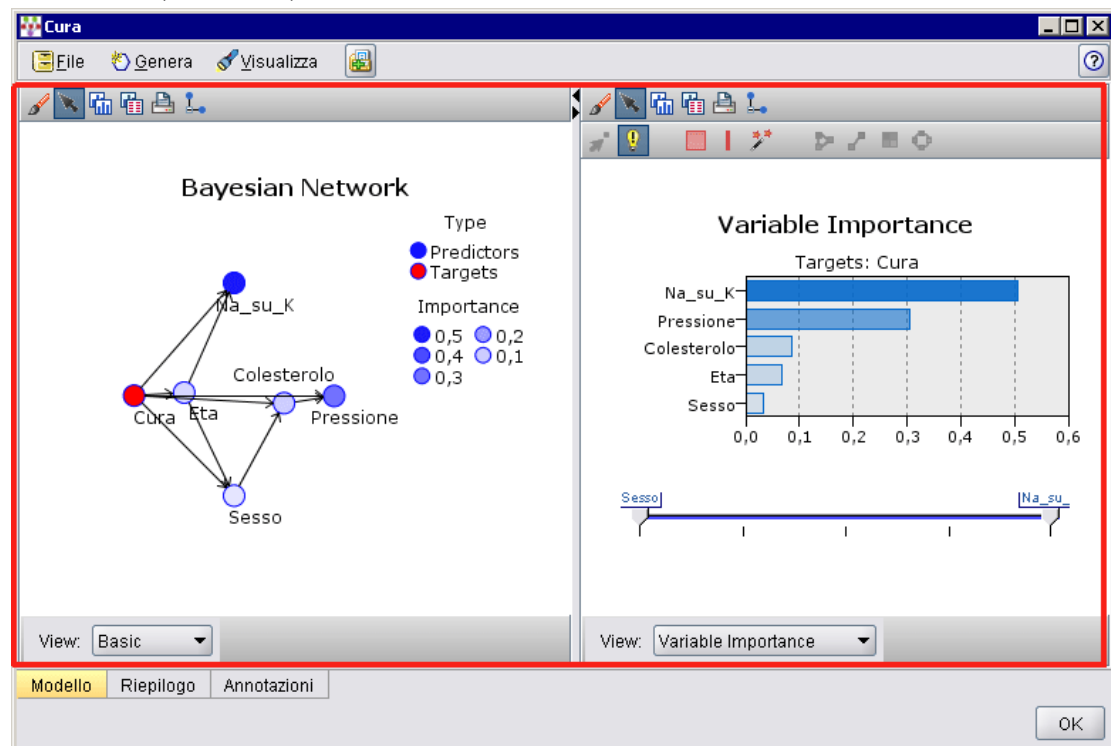 Cura
File Genera Visualizza
Bayesian Network
Type
Predictors
Targets
Importance
0,5 0,2
0,4 0,1
0,3
Na_su_K
Colesterolo
Cura
Eta
Pressione
Sesso
View: Basic
Variable Importance
Targets: Cura
Na_su_K
Pressione
Colesterolo
Eta
Sesso
0,0 0,1 0,2 0,3 0,4 0,5 0,6
Sesso Na_su_
View: Variable Importance
Modello Riepilogo Annotazioni
OK